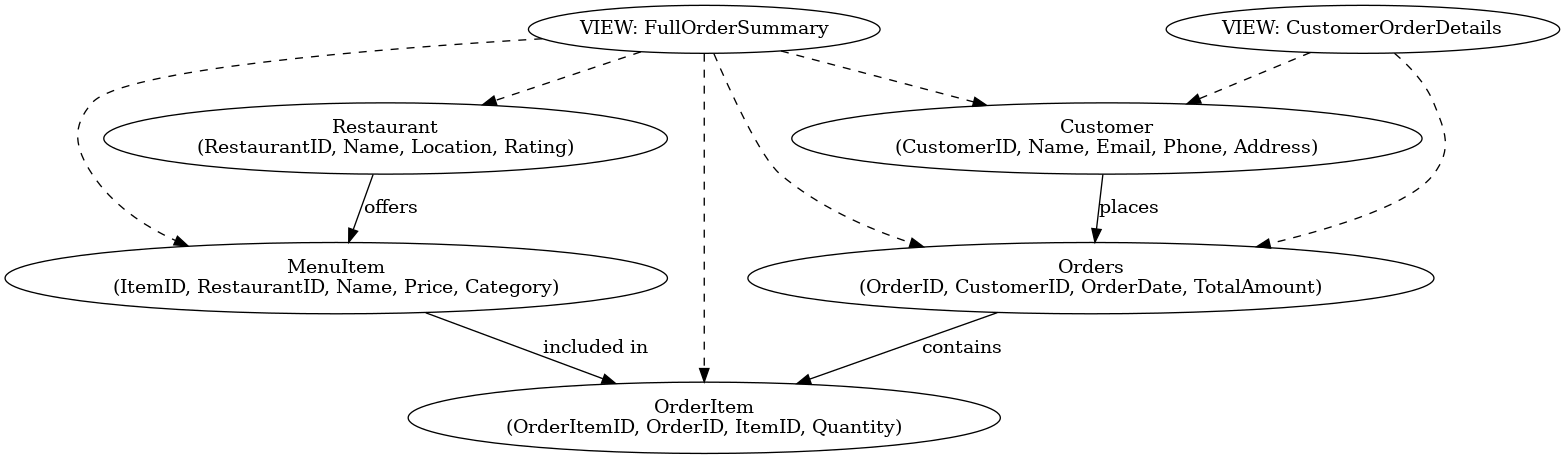 VIEW: FullOrderSummary
VIEW: CustomerOrderDetails
Restaurant
(RestaurantID, Name, Location, Rating)
Customer
(CustomerID, Name, Email, Phone, Address)
offers
places
MenuItem
(ItemID, RestaurantID, Name, Price, Category)
Orders
(OrderID, CustomerID, OrderDate, TotalAmount)
included in
contains
OrderItem
(OrderItemID, OrderID, ItemID, Quantity)